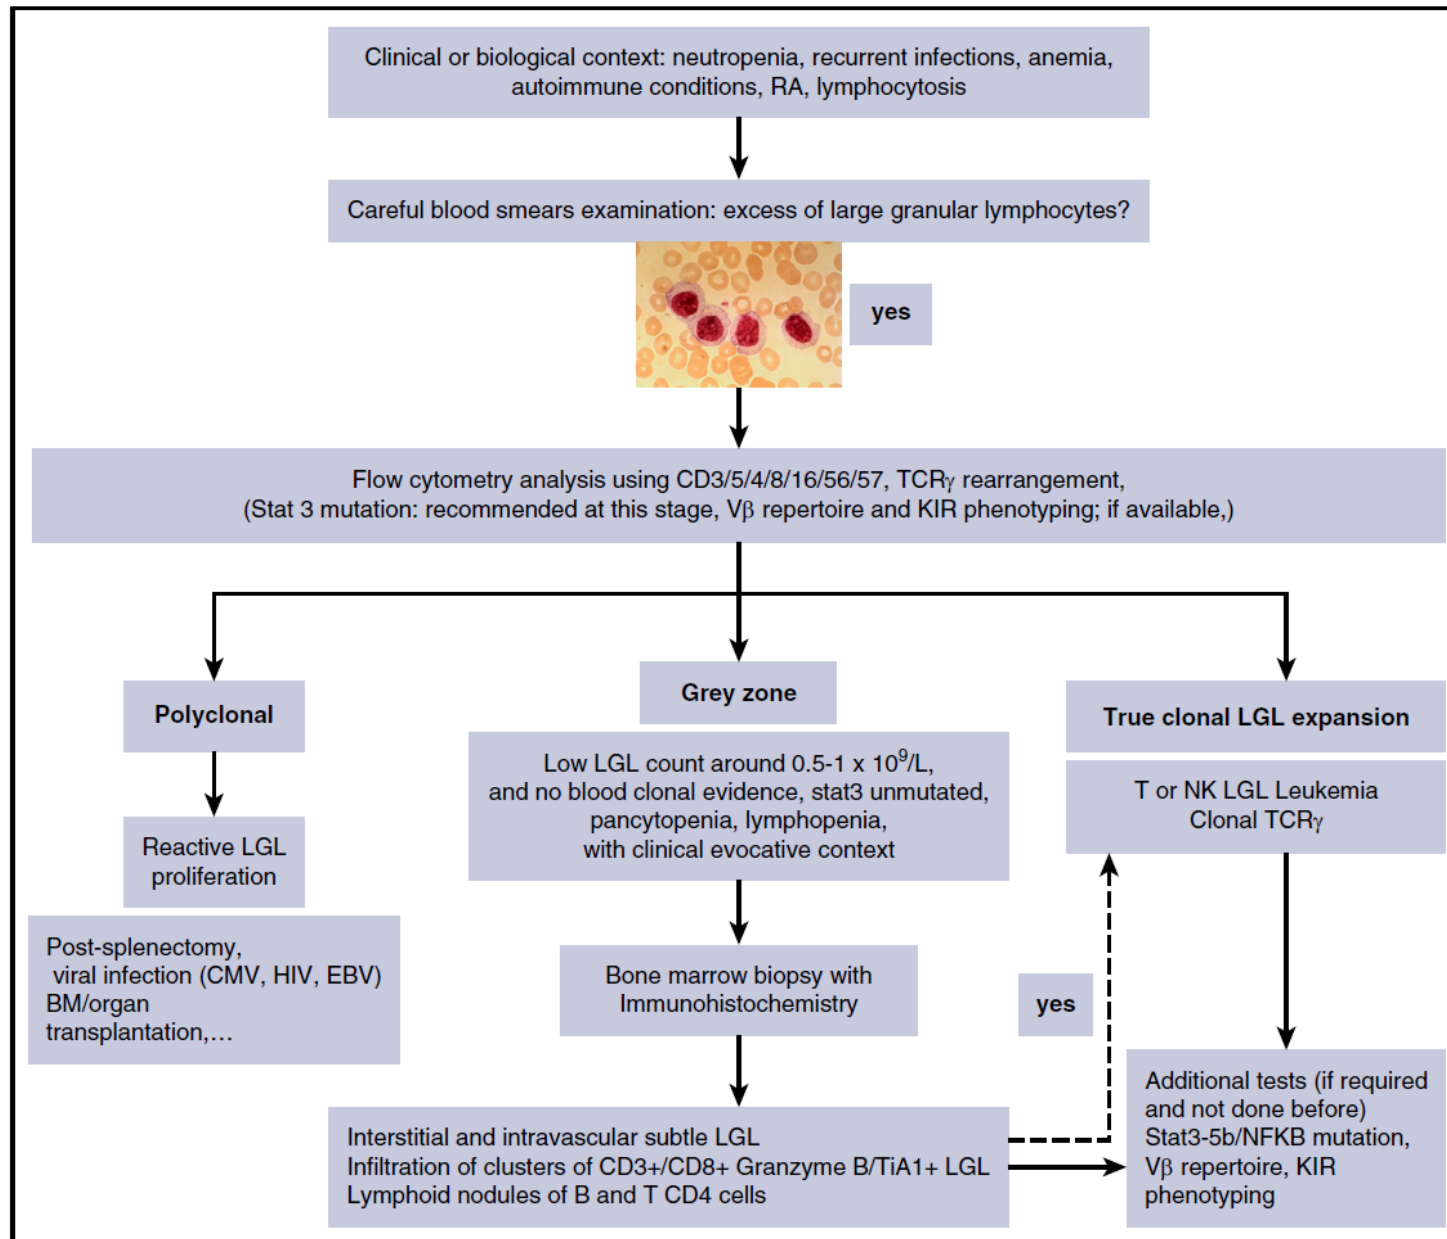 Clinical or biological context: neutropenia, recurrent infections, anemia,
autoimmune conditions, RA, lymphocytosis
Careful blood smears examination: excess of large granular lymphocytes?
yes
Flow cytometry analysis using CD3/5/4/8/16/56/57, TCRγ rearrangement,
(Stat 3 mutation: recommended at this stage, Vβ repertoire and KIR phenotyping; if available,)
Polyclonal
Reactive LGL
proliferation
Post-splenectomy,
viral infection (CMV, HIV, EBV)
BM/organ
transplantation,...
Grey zone
Low LGL count around 0.5-1 x 10⁹/L,
and no blood clonal evidence, stat3 unmutated,
pancytopenia, lymphopenia,
with clinical evocative context
Bone marrow biopsy with
Immunohistochemistry
Interstitial and intravascular subtle LGL
Infiltration of clusters of CD3+/CD8+ Granzyme B/TiA1+ LGL
Lymphoid nodules of B and T CD4 cells
yes
True clonal LGL expansion
T or NK LGL Leukemia
Clonal TCRγ
Additional tests (if required
and not done before)
Stat3-5b/NFKB mutation,
Vβ repertoire, KIR
phenotyping